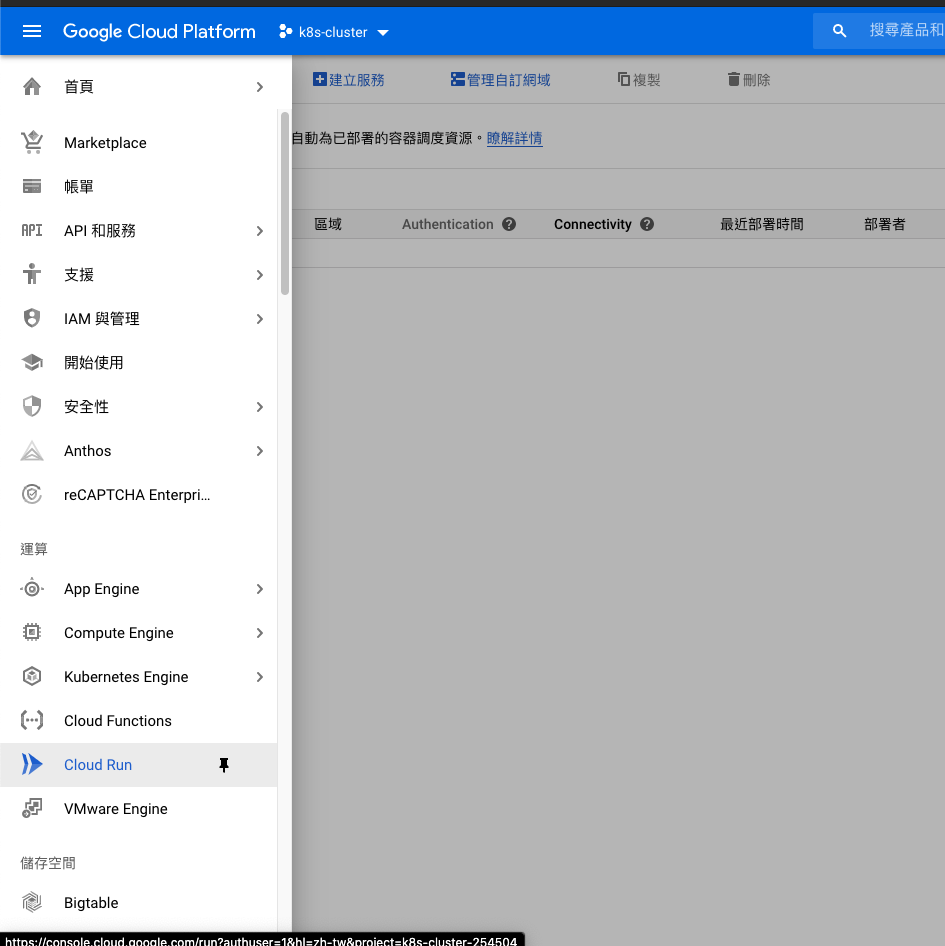 Google Cloud Platform
k8s-cluster
搜尋產品和
首頁
Marketplace
帳單
API 和服務
支援
IAM 與管理
開始使用
安全性
Anthos
reCAPTCHA Enterpri...
運算
App Engine
Compute Engine
Kubernetes Engine
Cloud Functions
Cloud Run
VMware Engine
儲存空間
Bigtable
建立服務 管理自訂網域 複製 刪除
自動為已部署的容器調度資源。瞭解詳情
區域 Authentication Connectivity 最近部署時間 部署者
https://console.cloud.google.com/run?authuser=1&hl=zh-tw&project=k8s-cluster-254504